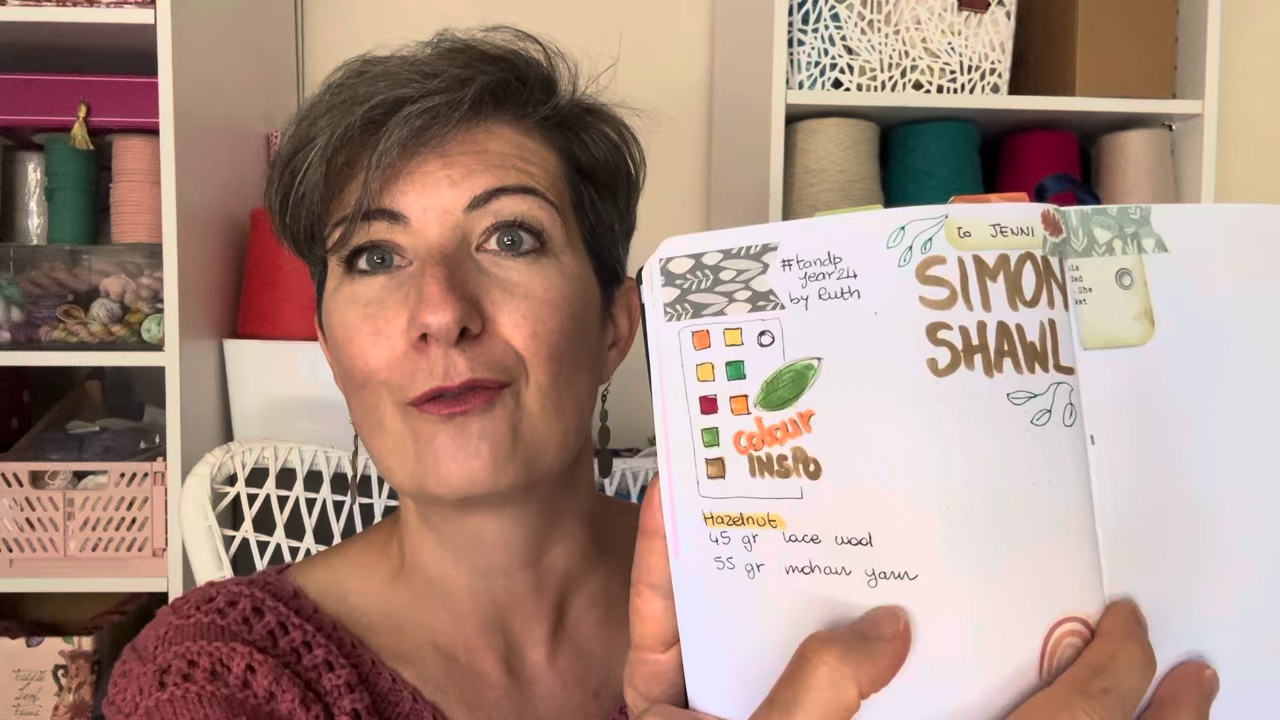 #tandp
year24
by Ruth
to JENNI
SIMON
SHAWL
colour
INSPO
Hazelnut
45 gr lace wool
55 gr mohair yarn
She